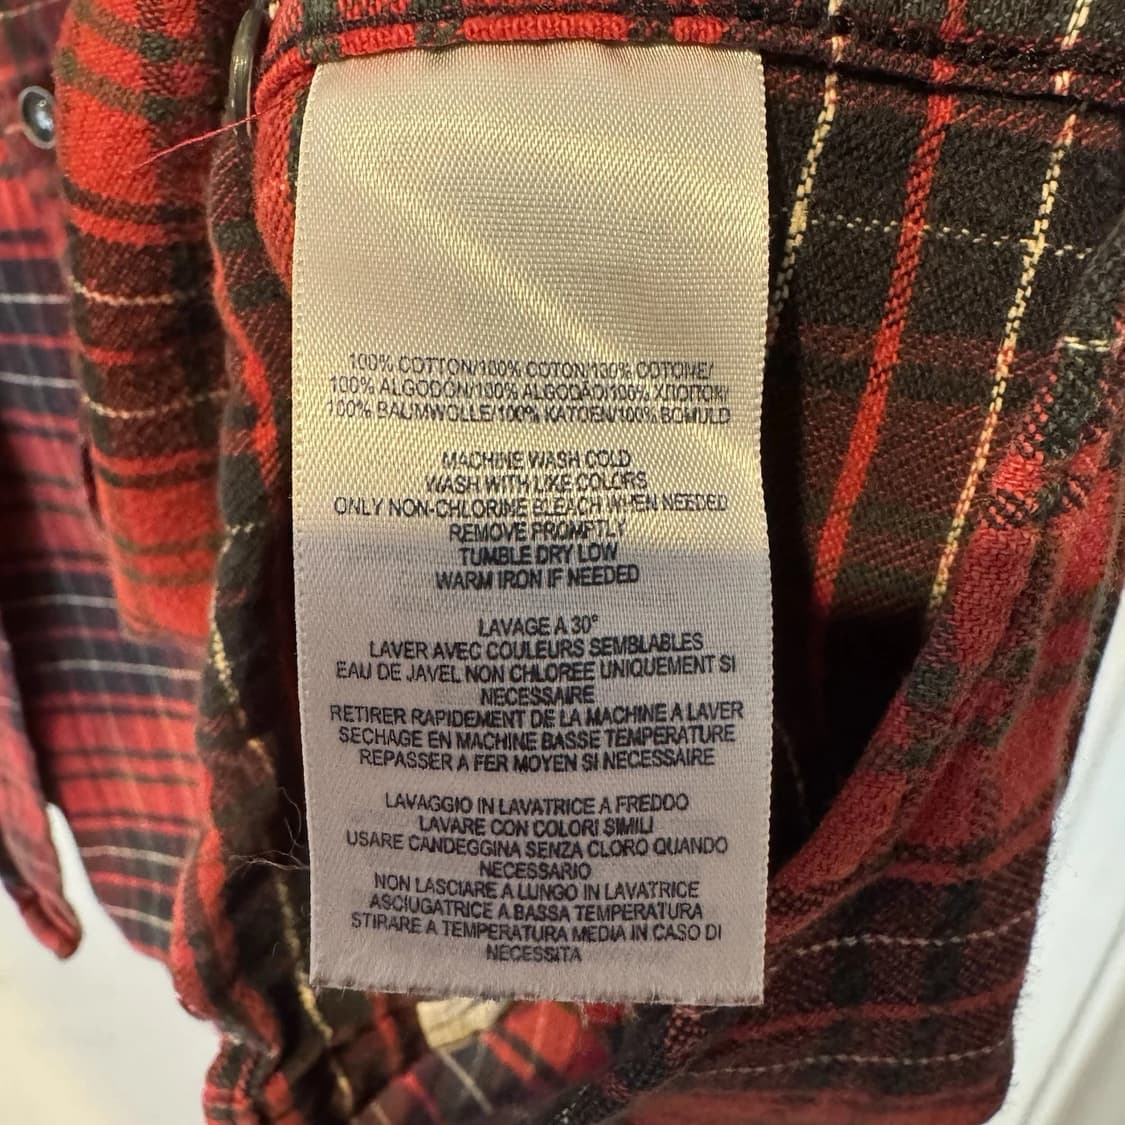 100% COTTON/100% COTON/100% COTONE/
100% ALGODÓN/100% ALGODÃO/100% ΧΠΟΤΤΟΚΙ
100% BAUMWOLLE/100% KATOEN/100% BOMULD
MACHINE WASH COLD
WASH WITH LIKE COLORS
ONLY NON-CHLORINE BLEACH WHEN NEEDED
REMOVE PROMPTLY
TUMBLE DRY LOW
WARM IRON IF NEEDED
LAVAGE A 30°
LAVER AVEC COULEURS SEMBLABLES
EAU DE JAVEL NON CHLOREE UNIQUEMENT SI
NECESSAIRE
RETIRER RAPIDEMENT DE LA MACHINE A LAVER
SECHAGE EN MACHINE BASSE TEMPERATURE
REPASSER A FER MOYEN SI NECESSAIRE
LAVAGGIO IN LAVATRICE A FREDDO
LAVARE CON COLORI SIMILI
USARE CANDEGGINA SENZA CLORO QUANDO
NECESSARIO
NON LASCIARE A LUNGO IN LAVATRICE
ASCIUGATRICE A BASSA TEMPERATURA
STIRARE A TEMPERATURA MEDIA IN CASO DI
NECESSITA